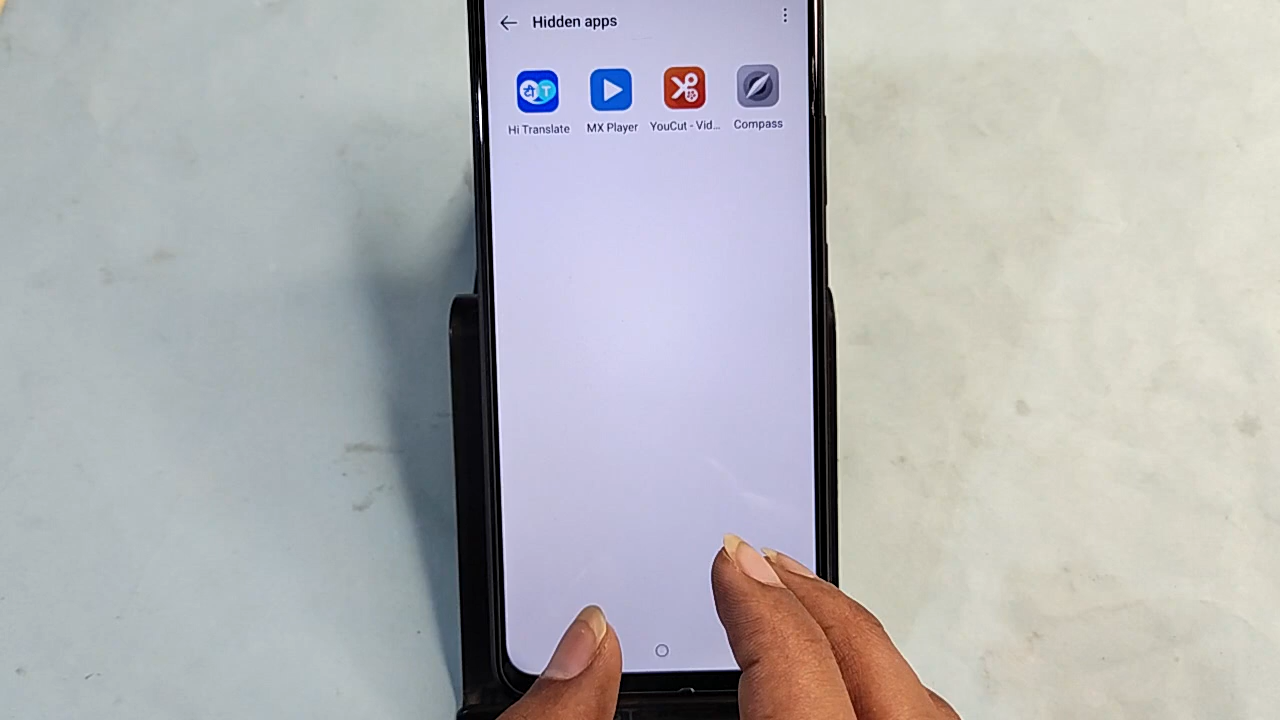 Hidden apps
टी T
Hi Translate
MX Player
YouCut - Vid...
Compass